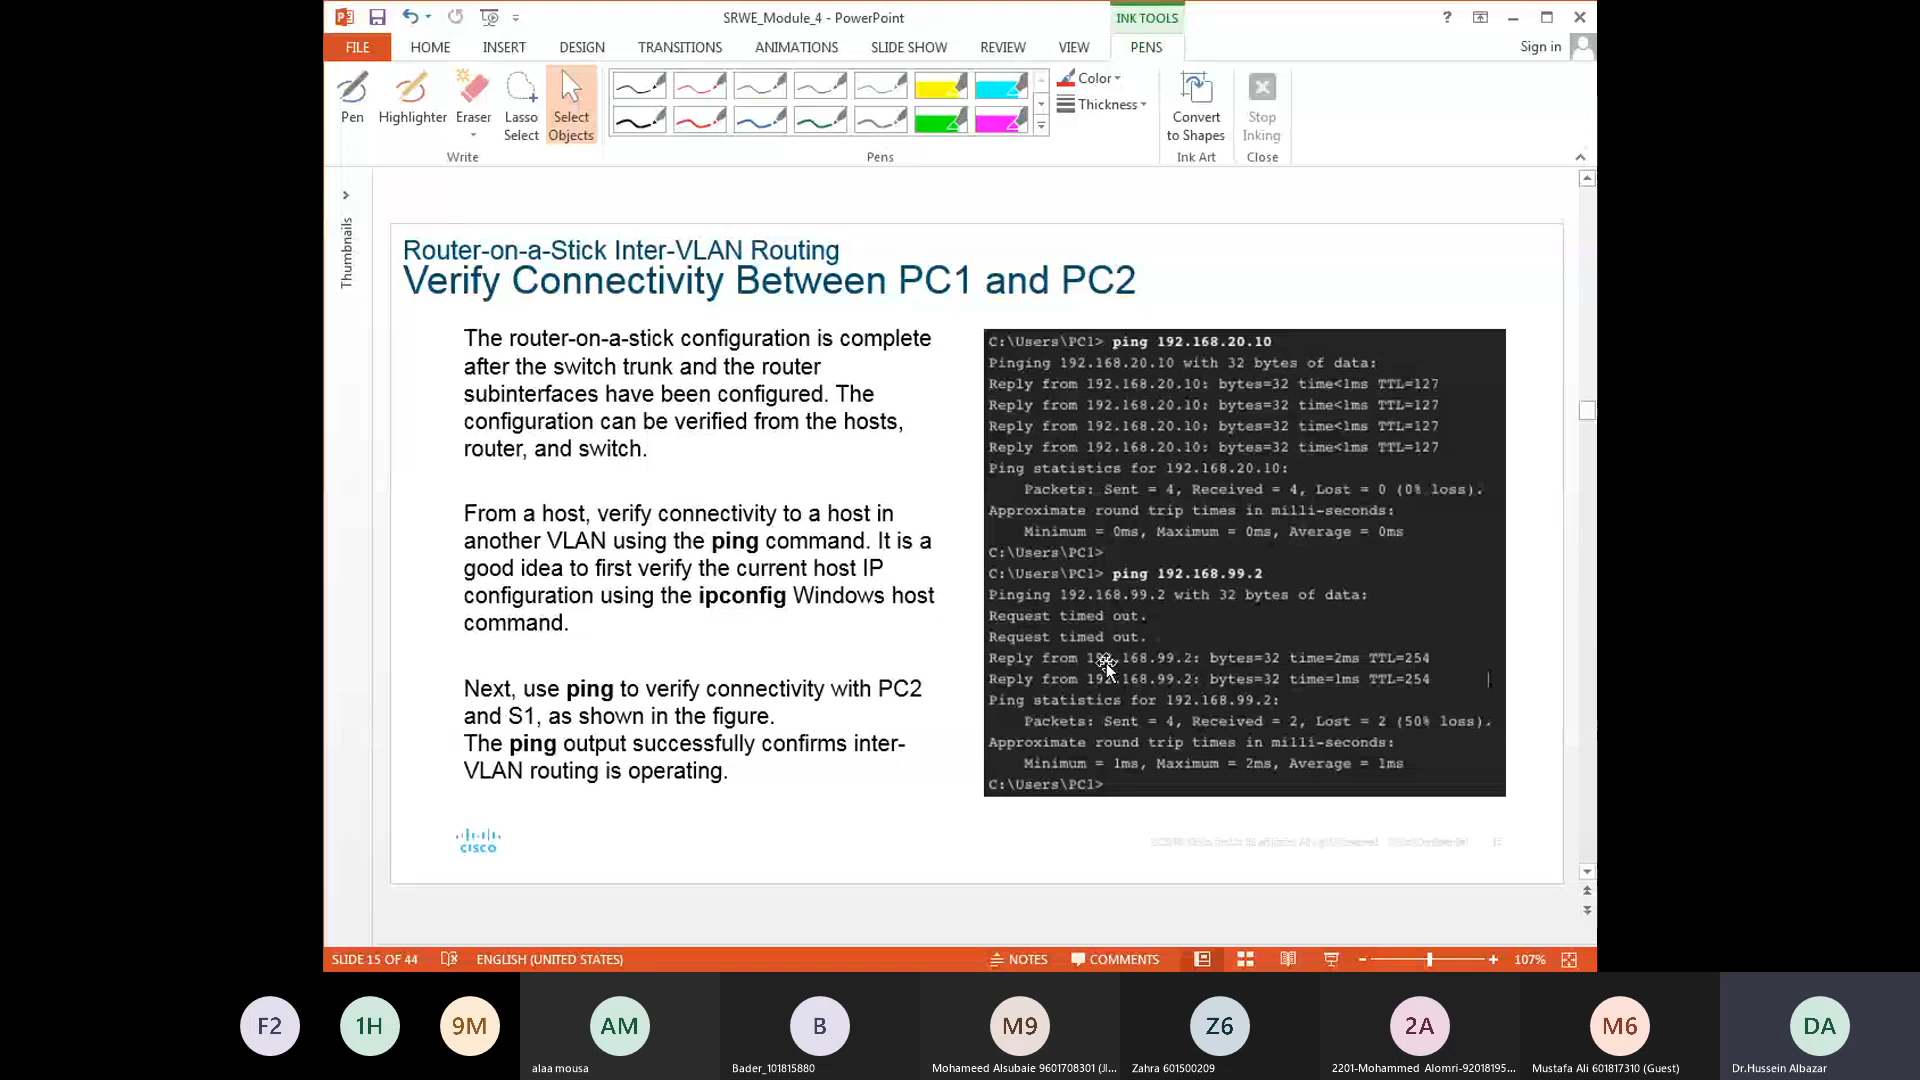 SRWE_Module_4 - PowerPoint
INK TOOLS
?
FILE
HOME
INSERT
DESIGN
TRANSITIONS
ANIMATIONS
SLIDE SHOW
REVIEW
VIEW
PENS
Sign in
Pen
Highlighter
Eraser
Lasso Select
Select Objects
Color
Thickness
Convert to Shapes
Stop Inking
Write
Pens
Ink Art
Close
Thumbnails
Router-on-a-Stick Inter-VLAN Routing
Verify Connectivity Between PC1 and PC2
The router-on-a-stick configuration is complete
after the switch trunk and the router
subinterfaces have been configured. The
configuration can be verified from the hosts,
router, and switch.
From a host, verify connectivity to a host in
another VLAN using the ping command. It is a
good idea to first verify the current host IP
configuration using the ipconfig Windows host
command.
Next, use ping to verify connectivity with PC2
and S1, as shown in the figure.
The ping output successfully confirms inter-
VLAN routing is operating.
C:\Users\PC1> ping 192.168.20.10
Pinging 192.168.20.10 with 32 bytes of data:
Reply from 192.168.20.10: bytes=32 time<1ms TTL=127
Reply from 192.168.20.10: bytes=32 time<1ms TTL=127
Reply from 192.168.20.10: bytes=32 time<1ms TTL=127
Reply from 192.168.20.10: bytes=32 time<1ms TTL=127
Ping statistics for 192.168.20.10:
Packets: Sent = 4, Received = 4, Lost = 0 (0% loss).
Approximate round trip times in milli-seconds:
Minimum = 0ms, Maximum = 0ms, Average = 0ms
C:\Users\PC1>
C:\Users\PC1> ping 192.168.99.2
Pinging 192.168.99.2 with 32 bytes of data:
Request timed out.
Request timed out.
Reply from 192.168.99.2: bytes=32 time=2ms TTL=254
Reply from 192.168.99.2: bytes=32 time=1ms TTL=254
Ping statistics for 192.168.99.2:
Packets: Sent = 4, Received = 2, Lost = 2 (50% loss).
Approximate round trip times in milli-seconds:
Minimum = 1ms, Maximum = 2ms, Average = 1ms
C:\Users\PC1>
CISCO
SLIDE 15 OF 44
ENGLISH (UNITED STATES)
NOTES
COMMENTS
107%
F2
1H
9M
AM
B
M9
Z6
2A
M6
DA
alaa mousa
Bader_101815880
Mohameed Alsubaie 9601708301 (JI...
Zahra 601500209
2201-Mohammed Alomri-92018195...
Mustafa Ali 601817310 (Guest)
Dr.Hussein Albazar